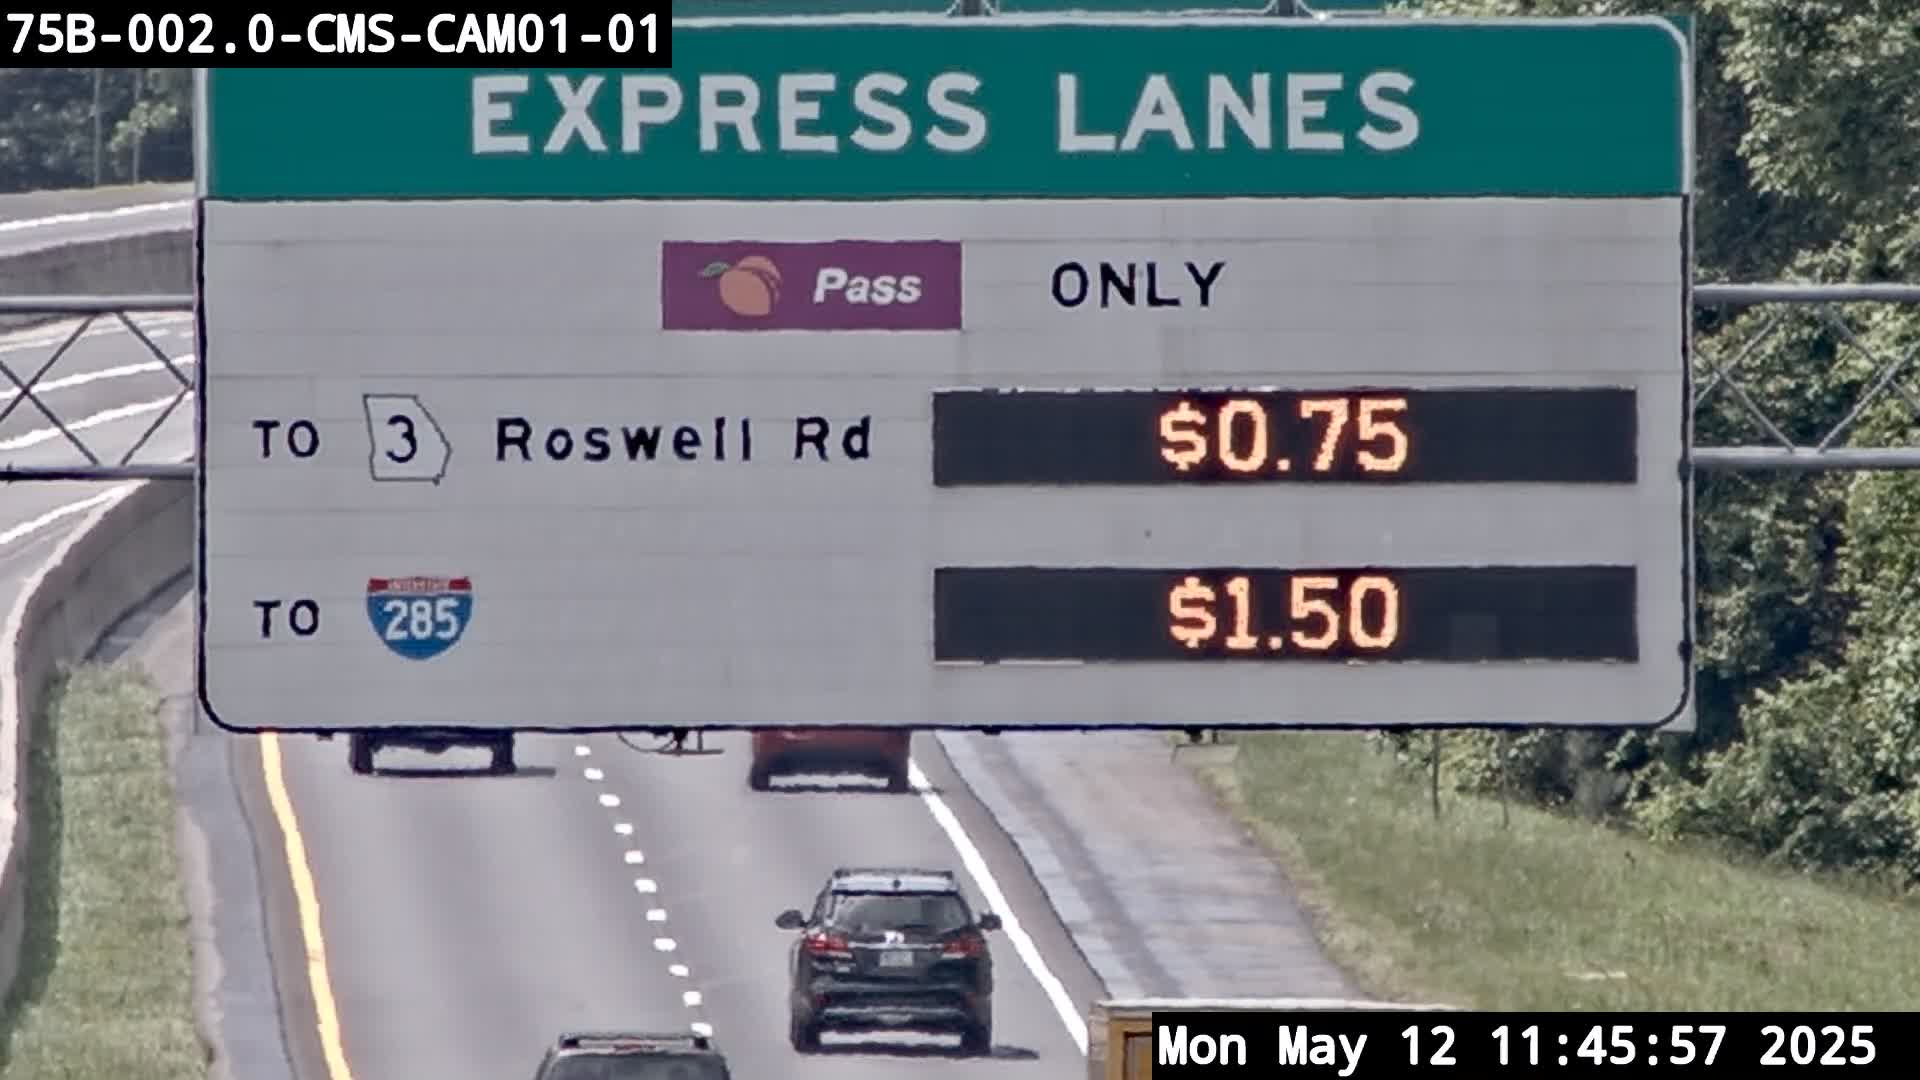 75B-002.0-CMS-CAM01-01
EXPRESS LANES
Pass ONLY
TO 3 Roswell Rd $0.75
INTERSTATE
TO 285 $1.50
Mon May 12 11:45:57 2025